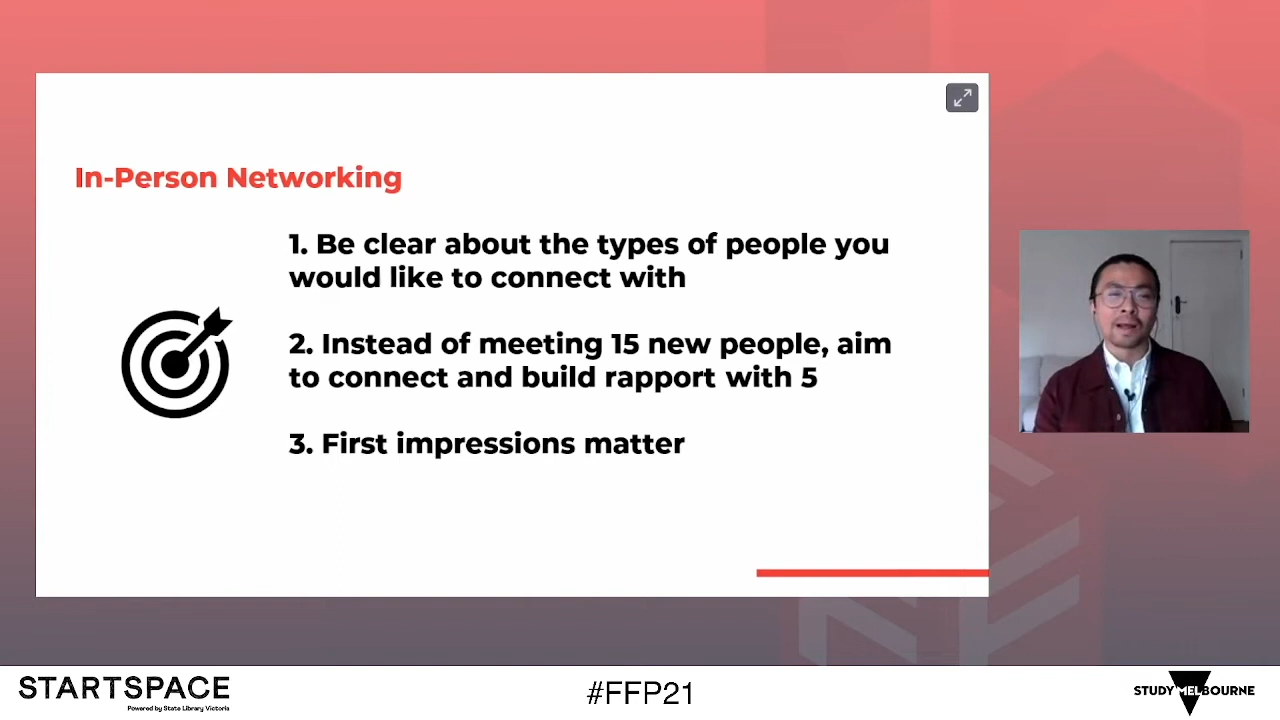 In-Person Networking
1. Be clear about the types of people you
would like to connect with
2. Instead of meeting 15 new people, aim
to connect and build rapport with 5
3. First impressions matter
STARTSPACE
Powered by State Library Victoria
#FFP21
STUDY MELBOURNE